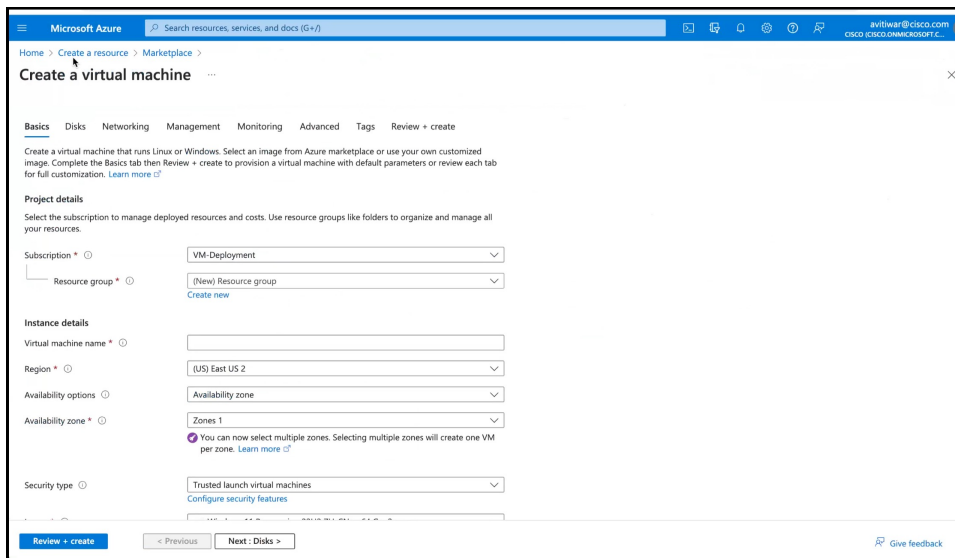 Microsoft Azure
Search resources, services, and docs (G+/)
avitiwar@cisco.com
CISCO (CISCO.ONMICROSOFT.C...
Home > Create a resource > Marketplace >
Create a virtual machine ...
Basics Disks Networking Management Monitoring Advanced Tags Review + create
Create a virtual machine that runs Linux or Windows. Select an image from Azure marketplace or use your own customized
image. Complete the Basics tab then Review + create to provision a virtual machine with default parameters or review each tab
for full customization. Learn more
Project details
Select the subscription to manage deployed resources and costs. Use resource groups like folders to organize and manage all
your resources.
Subscription * VM-Deployment
Resource group * (New) Resource group
Create new
Instance details
Virtual machine name *
Region * (US) East US 2
Availability options Availability zone
Availability zone * Zones 1
You can now select multiple zones. Selecting multiple zones will create one VM
per zone. Learn more
Security type Trusted launch virtual machines
Configure security features
Review + create < Previous Next : Disks > Give feedback